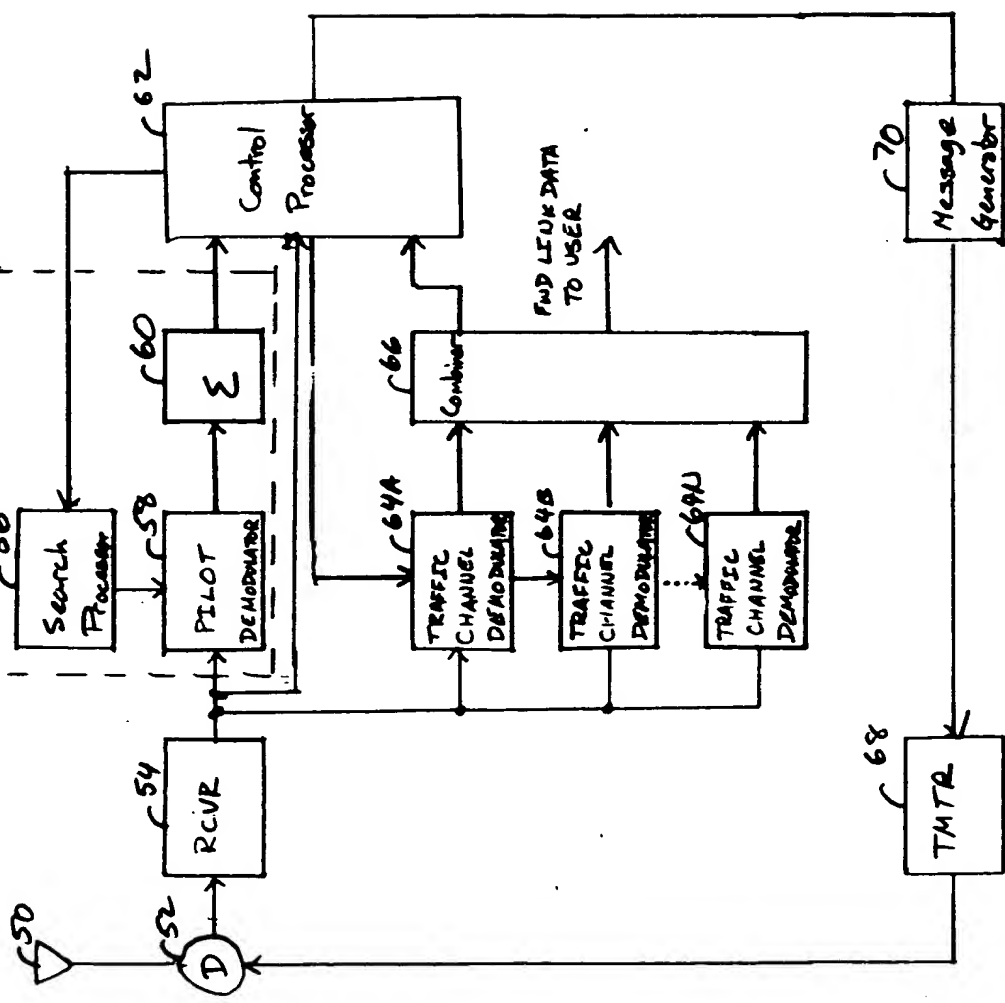 50
52
D
54
RCVR
Search
Processor
58
PILOT
DEMODULATOR
60
Σ
62
Control
Processor
64A
TRAFFIC
CHANNEL
DEMODULATOR
64B
TRAFFIC
CHANNEL
DEMODULATOR
64N
TRAFFIC
CHANNEL
DEMODULATOR
66
Combiner
FWD LINK DATA
TO USER
68
TMTR
70
Message
Generator